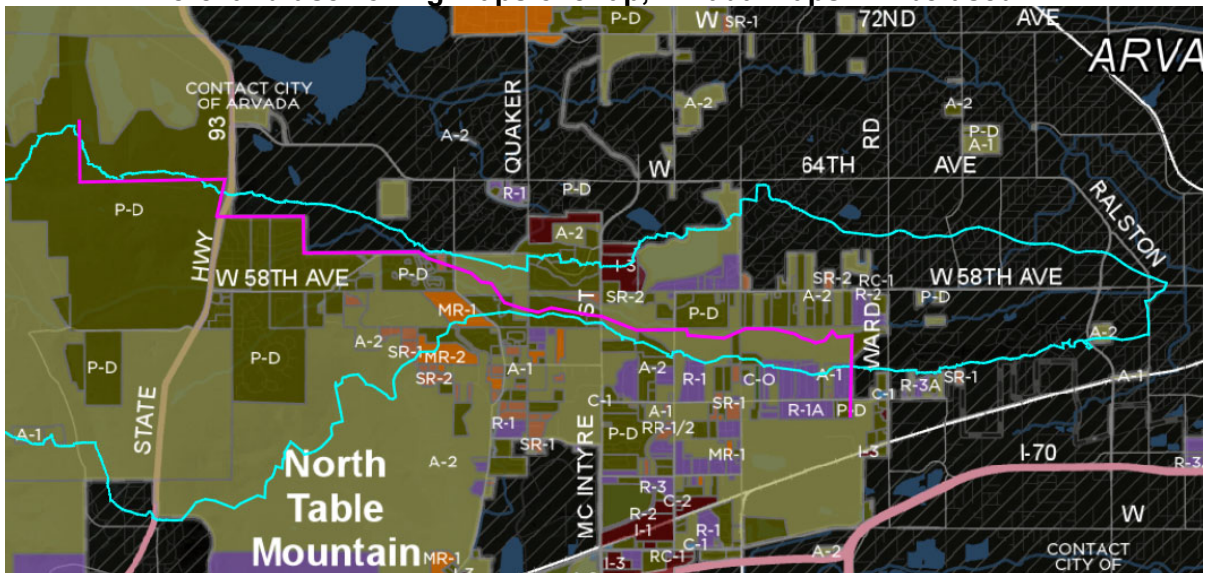 P-D
W
SR-1
72ND
AVE
ARVA
CONTACT CITY
OF ARVADA
93
A-2
QUAKER
A-2
RD
A-2
P-D
A-1
W
64TH
AVE
R-1
P-D
P-D
RALSTON
A-2
HWY
W 58TH AVE
P-D
I-3
SR-2
RC-1
W 58TH AVE
A-2
R-2
P-D
MR-1
ST
SR-2
P-D
WARD
A-2
A-2
SR-1
MR-2
SR-2
P-D
P-D
A-1
A-2
R-1
C-O
A-1
R-3A
SR-1
A-1
C-1
SR-1
C-1
STATE
R-1
A-1
R-1A
P-D
A-1
SR-1
P-D
RR-1/2
North
Table
Mountain
A-2
MC INTYRE
MR-1
I-3
I-70
R-3
R-3
C-2
R-2
I-1
R-1
C-1
W
MR-1
I-3
I-3
RC-1
A-2
CONTACT
CITY OF